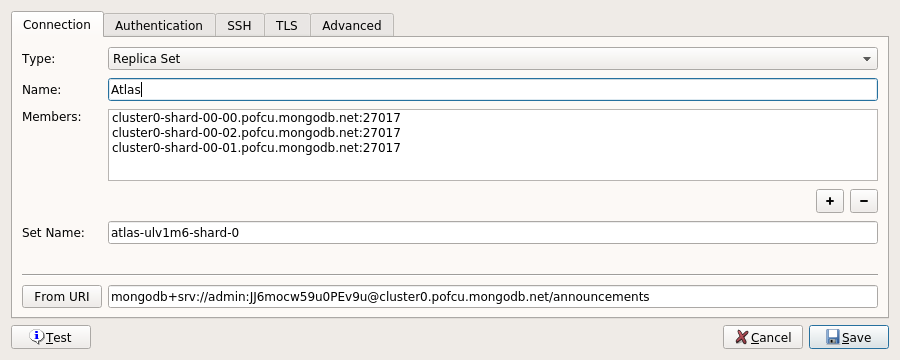 Connection Authentication SSH TLS Advanced
Type: Replica Set
Name: Atlas
Members: cluster0-shard-00-00.pofcu.mongodb.net:27017
cluster0-shard-00-02.pofcu.mongodb.net:27017
cluster0-shard-00-01.pofcu.mongodb.net:27017
+ −
Set Name: atlas-ulv1m6-shard-0
From URI mongodb+srv://admin:JJ6mocw59u0PEv9u@cluster0.pofcu.mongodb.net/announcements
Test Cancel Save